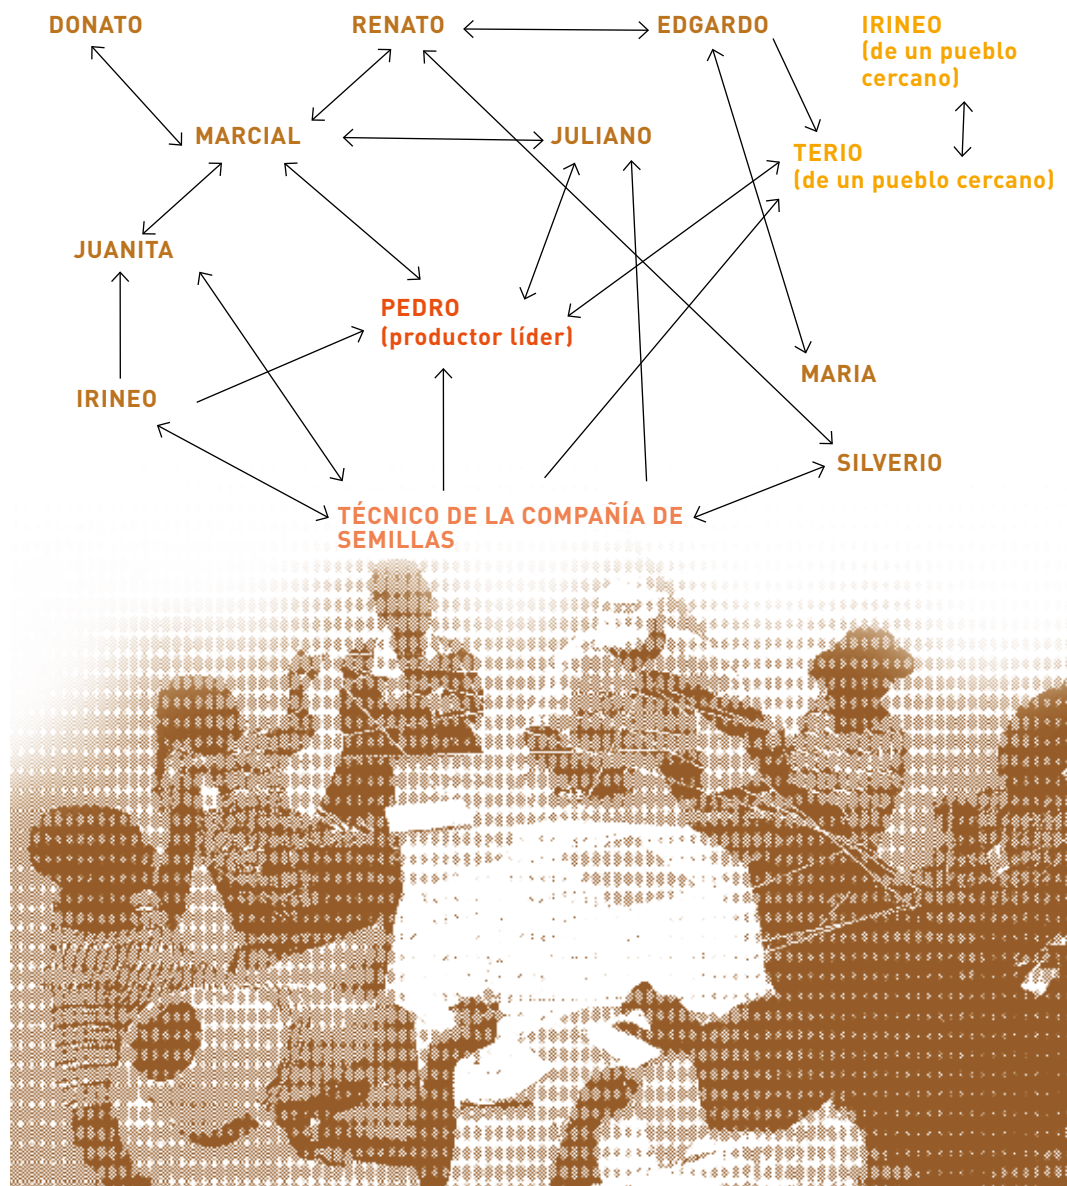 DONATO
RENATO
EDGARDO
IRINEO
(de un pueblo
cercano)
MARCIAL
JULIANO
TERIO
(de un pueblo cercano)
JUANITA
PEDRO
(productor líder)
MARIA
IRINEO
SILVERIO
TÉCNICO DE LA COMPAÑÍA DE
SEMILLAS